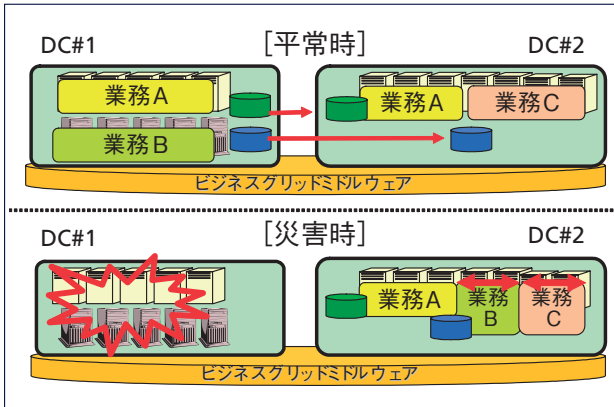 [平常時]
DC#1
DC#2
業務A
業務B
業務A
業務C
ビジネスグリッドミドルウェア
[災害時]
DC#1
DC#2
業務A
業務
B
業務
C
ビジネスグリッドミドルウェア